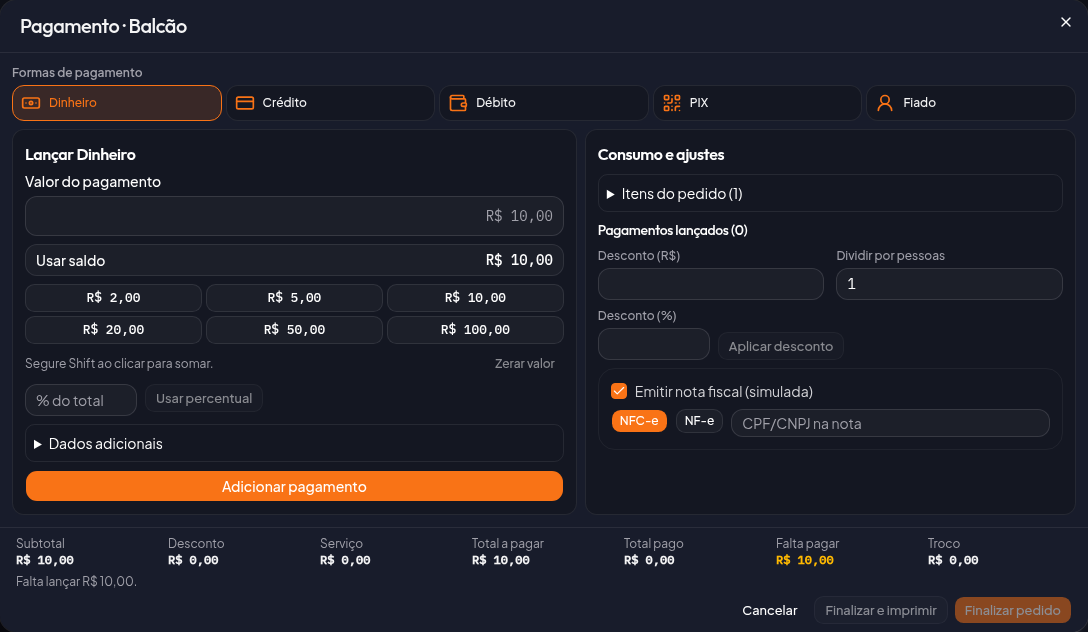 Pagamento · Balcão
Formas de pagamento
Dinheiro
Crédito
Débito
PIX
Fiado
Lançar Dinheiro
Valor do pagamento
R$ 10,00
Usar saldo R$ 10,00
R$ 2,00 R$ 5,00 R$ 10,00
R$ 20,00 R$ 50,00 R$ 100,00
Segure Shift ao clicar para somar. Zerar valor
% do total Usar percentual
Dados adicionais
Adicionar pagamento
Consumo e ajustes
Itens do pedido (1)
Pagamentos lançados (0)
Desconto (R$) Dividir por pessoas
1
Desconto (%)
Aplicar desconto
Emitir nota fiscal (simulada)
NFC-e NF-e CPF/CNPJ na nota
Subtotal Desconto Serviço Total a pagar Total pago Falta pagar Troco
R$ 10,00 R$ 0,00 R$ 0,00 R$ 10,00 R$ 0,00 R$ 10,00 R$ 0,00
Falta lançar R$ 10,00.
Cancelar Finalizar e imprimir Finalizar pedido